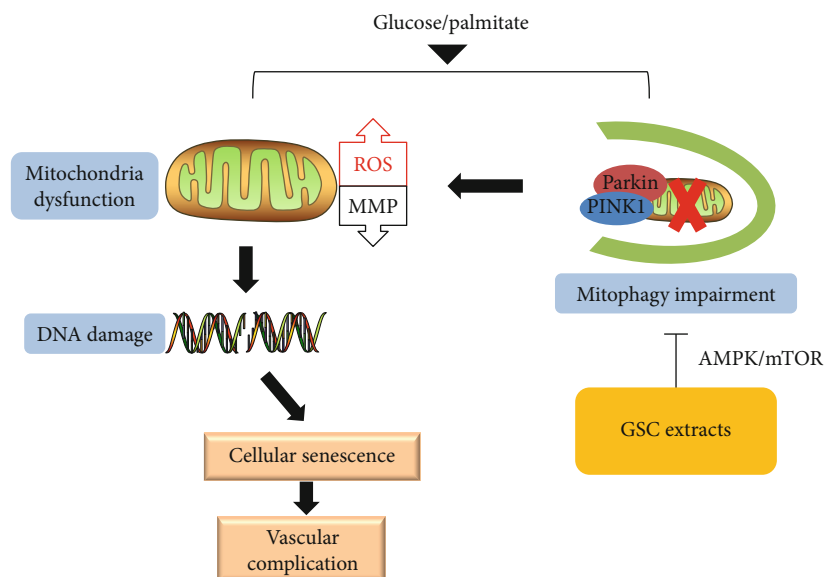 Glucose/palmitate
Mitochondria
dysfunction
ROS
MMP
Parkin
PINK1
Mitophagy impairment
DNA damage
AMPK/mTOR
GSC extracts
Cellular senescence
Vascular
complication